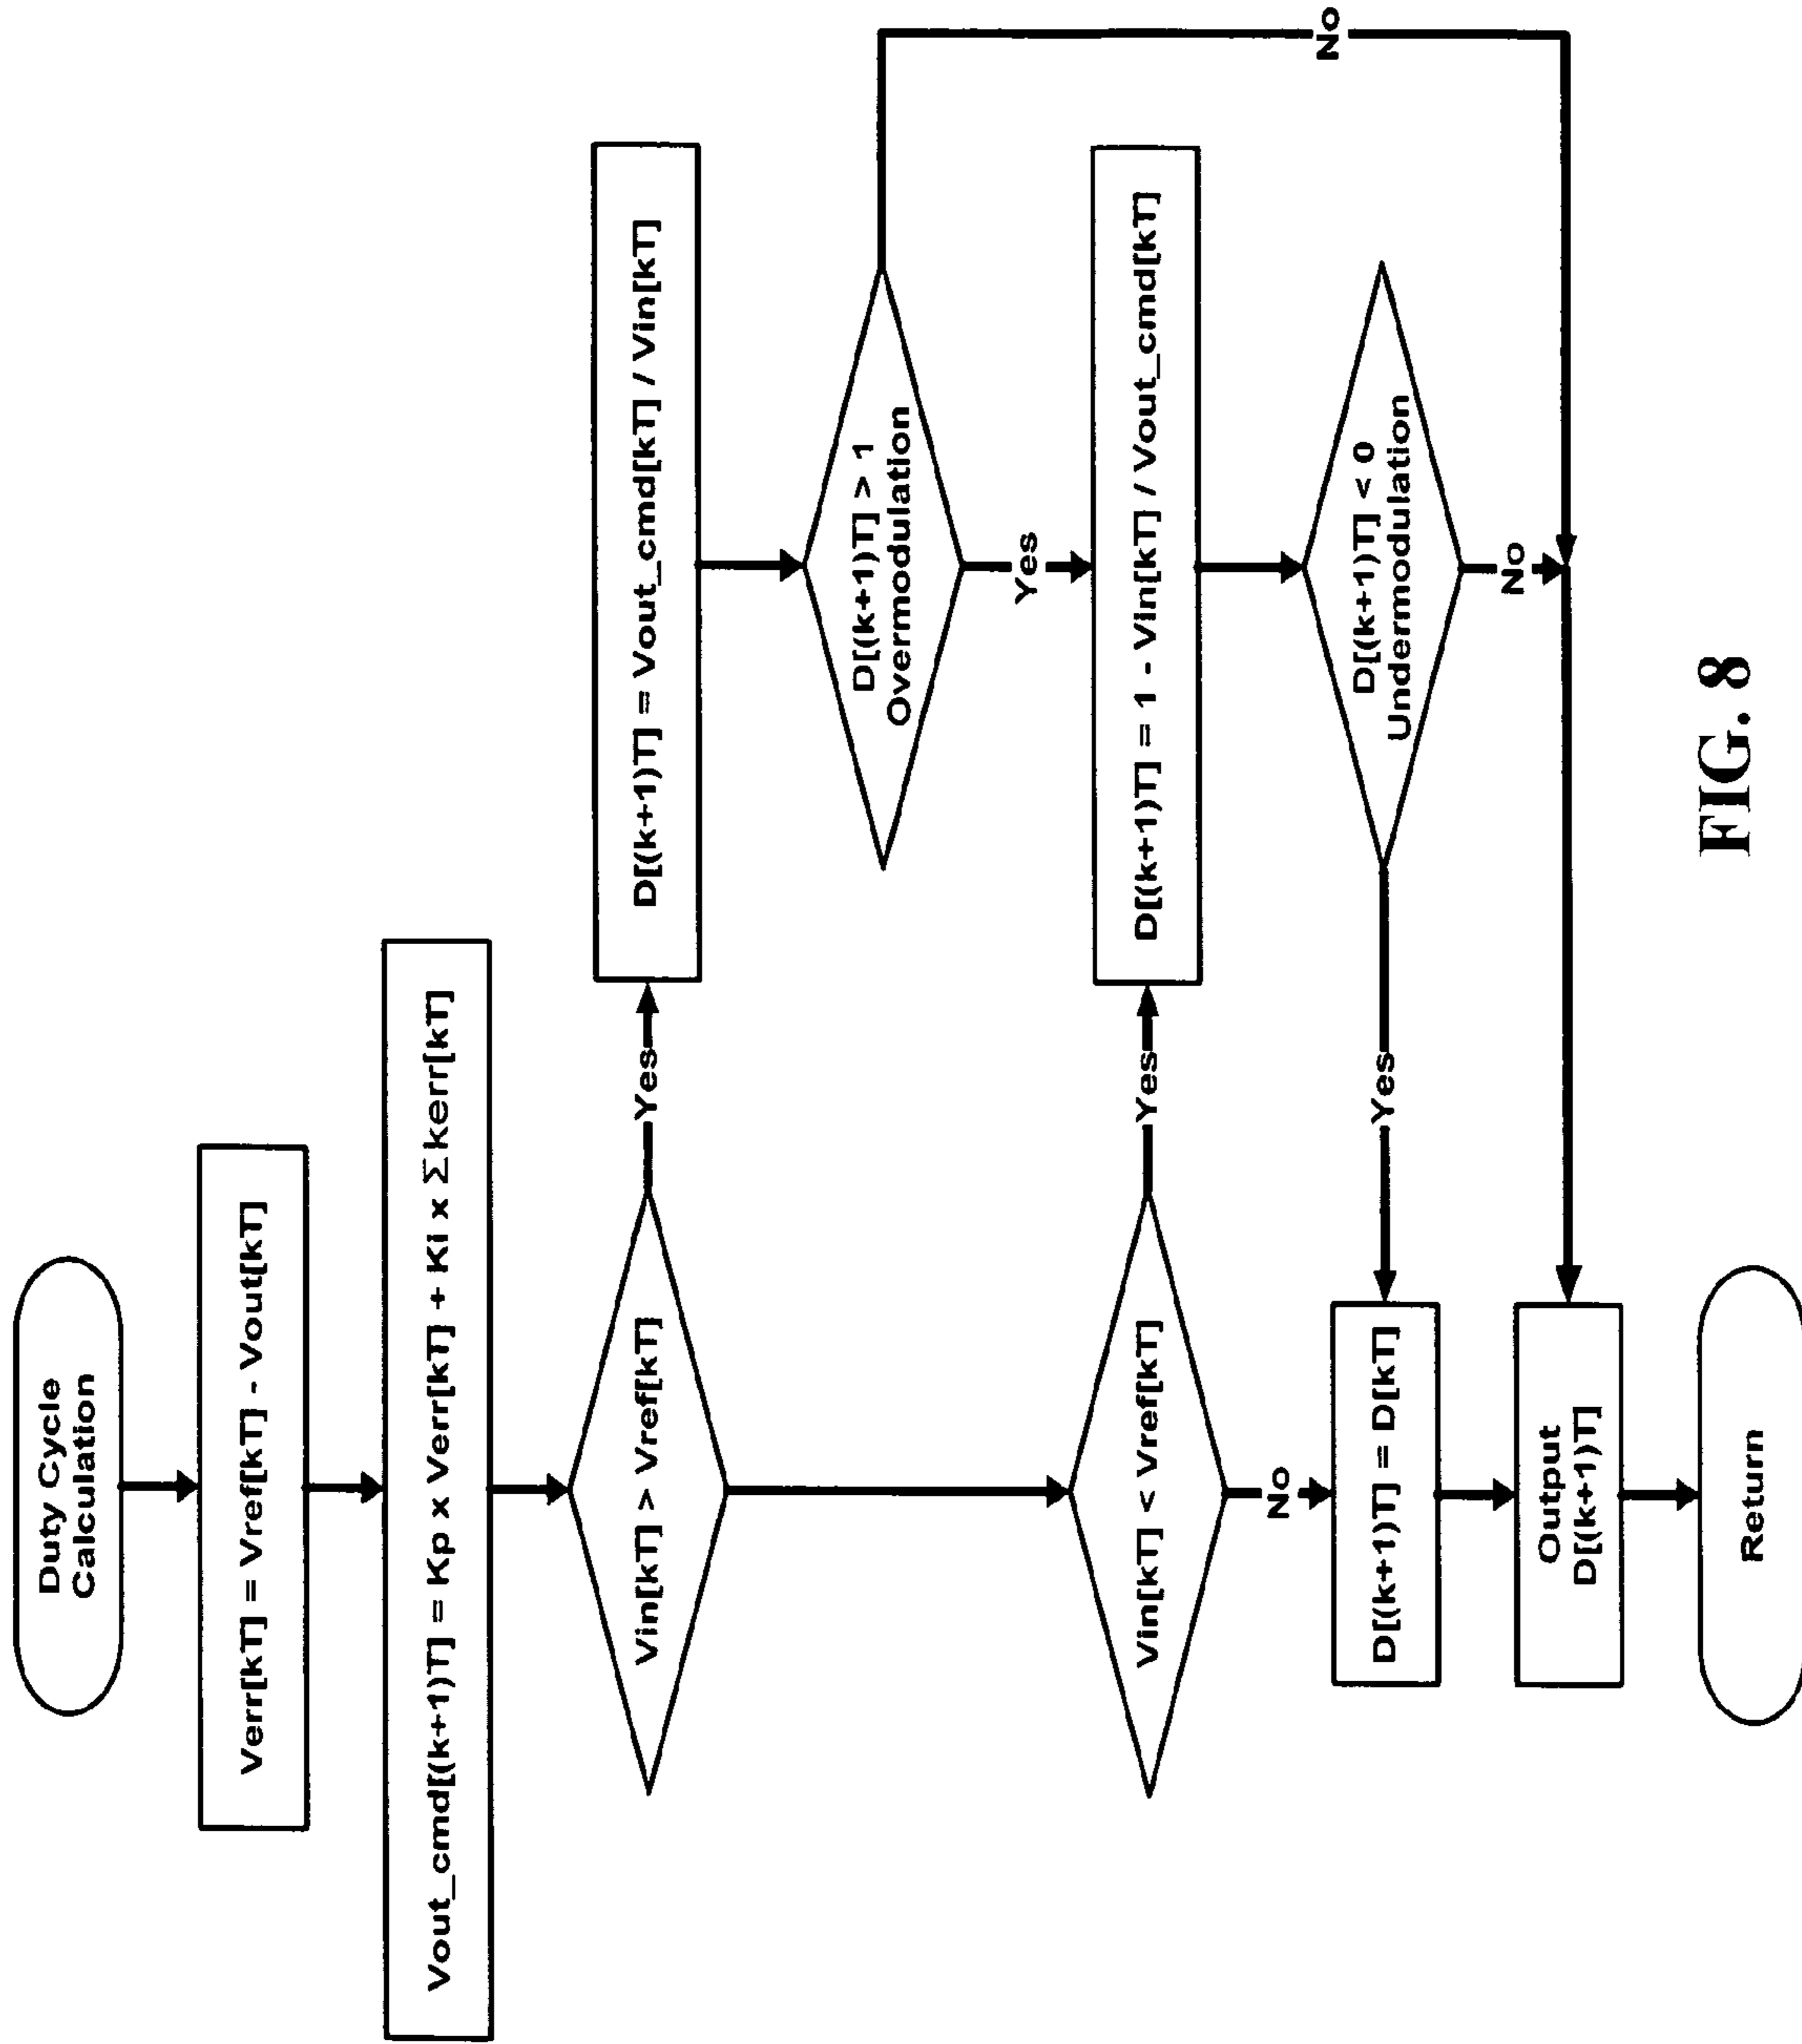 Duty Cycle
Calculation
Verr[kT] = Vref[kT] - Vout[kT]
Vout_cmd[(k+1)T] = Kp x Verr[kT] + Ki x Σkerr[kT]
Vin[kT] > Vref[kT]
Yes
D[(k+1)T] = Vout_cmd[kT] / Vin[kT]
D[(k+1)T] > 1
Overmodulation
No
Yes
Vin[kT] < Vref[kT]
Yes
D[(k+1)T] = 1 - Vin[kT] / Vout_cmd[kT]
D[(k+1)T] < 0
Undermodulation
No
Yes
No
D[(k+1)T] = D[kT]
Output
D[(k+1)T]
Return
FIG. 8